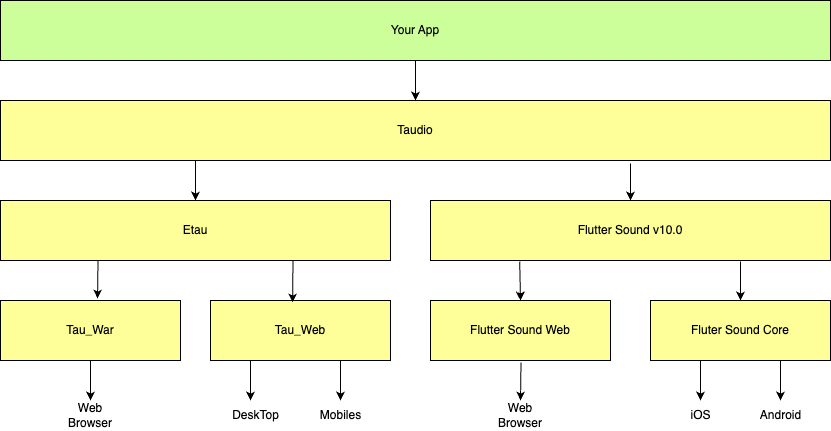 Your App
Taudio
Etau
Flutter Sound v10.0
Tau_War
Tau_Web
Flutter Sound Web
Fluter Sound Core
Web
Browser
DeskTop
Mobiles
Web
Browser
iOS
Android